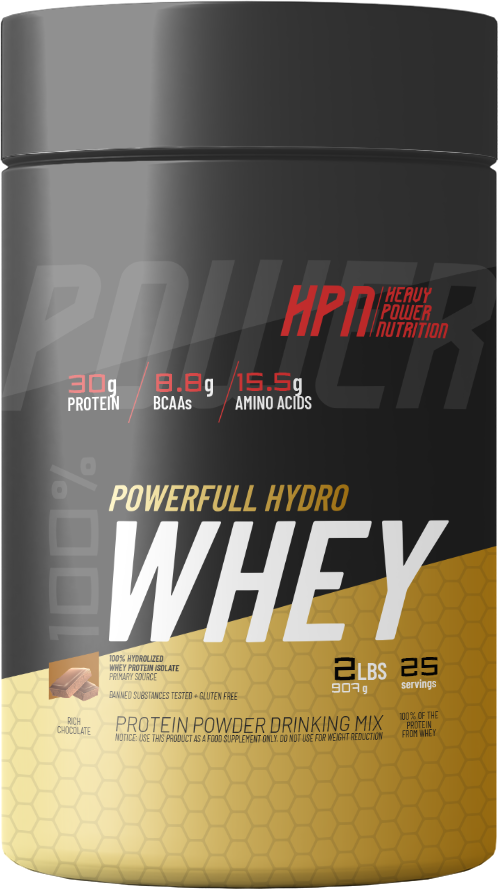 POWER
HPN
HEAVY
POWER
NUTRITION
30g
PROTEIN
8.8g
BCAAs
15.5g
AMINO ACIDS
100%
POWERFULL HYDRO
WHEY
100% HYDROLIZED
WHEY PROTEIN ISOLATE
PRIMARY SOURCE
BANNED SUBSTANCES TESTED + GLUTEN FREE
2LBS
907 g
25
servings
RICH
CHOCOLATE
PROTEIN POWDER DRINKING MIX
NOTICE: USE THIS PRODUCT AS A FOOD SUPPLEMENT ONLY. DO NOT USE FOR WEIGHT REDUCTION
100% OF THE
PROTEIN
FROM WHEY